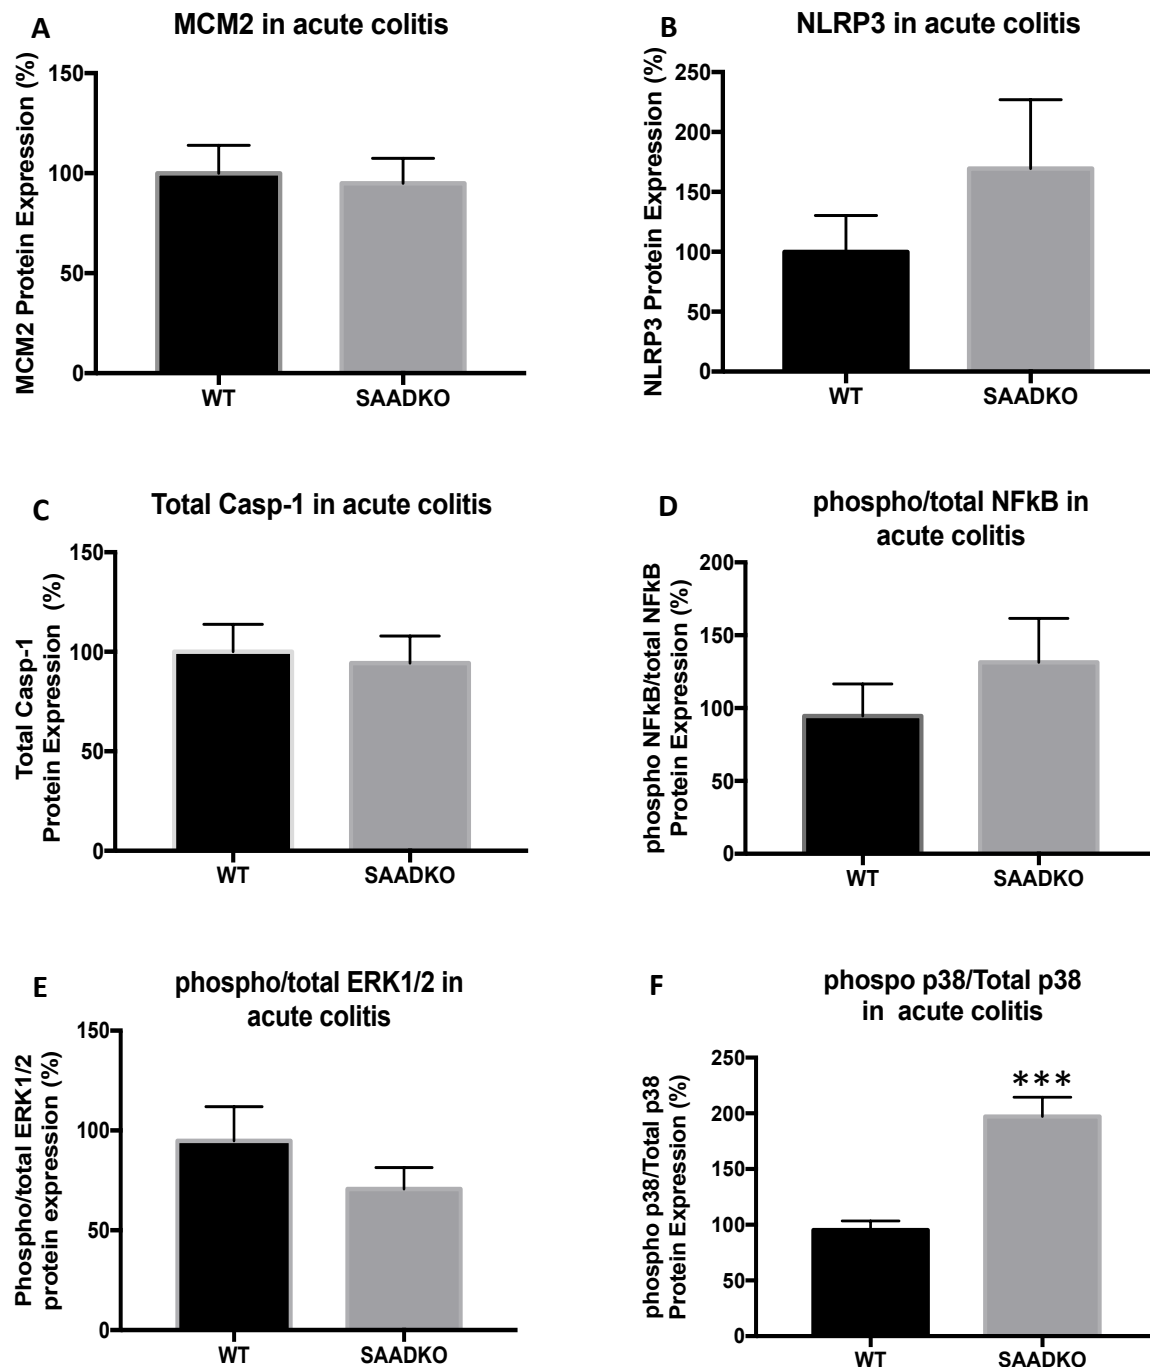 A
MCM2 in acute colitis
MCM2 Protein Expression (%)
150
100
50
0
WT
SAADKO
B
NLRP3 in acute colitis
NLRP3 Protein Expression (%)
250
200
150
100
50
0
WT
SAADKO
C
Total Casp-1 in acute colitis
Total Casp-1
Protein Expression (%)
150
100
50
0
WT
SAADKO
D
phospho/total NFkB in
acute colitis
phospho NFkB/total NFkB
Protein Expression (%)
200
150
100
50
0
WT
SAADKO
E
phospho/total ERK1/2 in
acute colitis
Phospho/total ERK1/2
protein expression (%)
150
100
50
0
WT
SAADKO
F
phospo p38/Total p38
in acute colitis
phospho p38/Total p38
Protein Expression (%)
250
200
150
100
50
0
***
WT
SAADKO